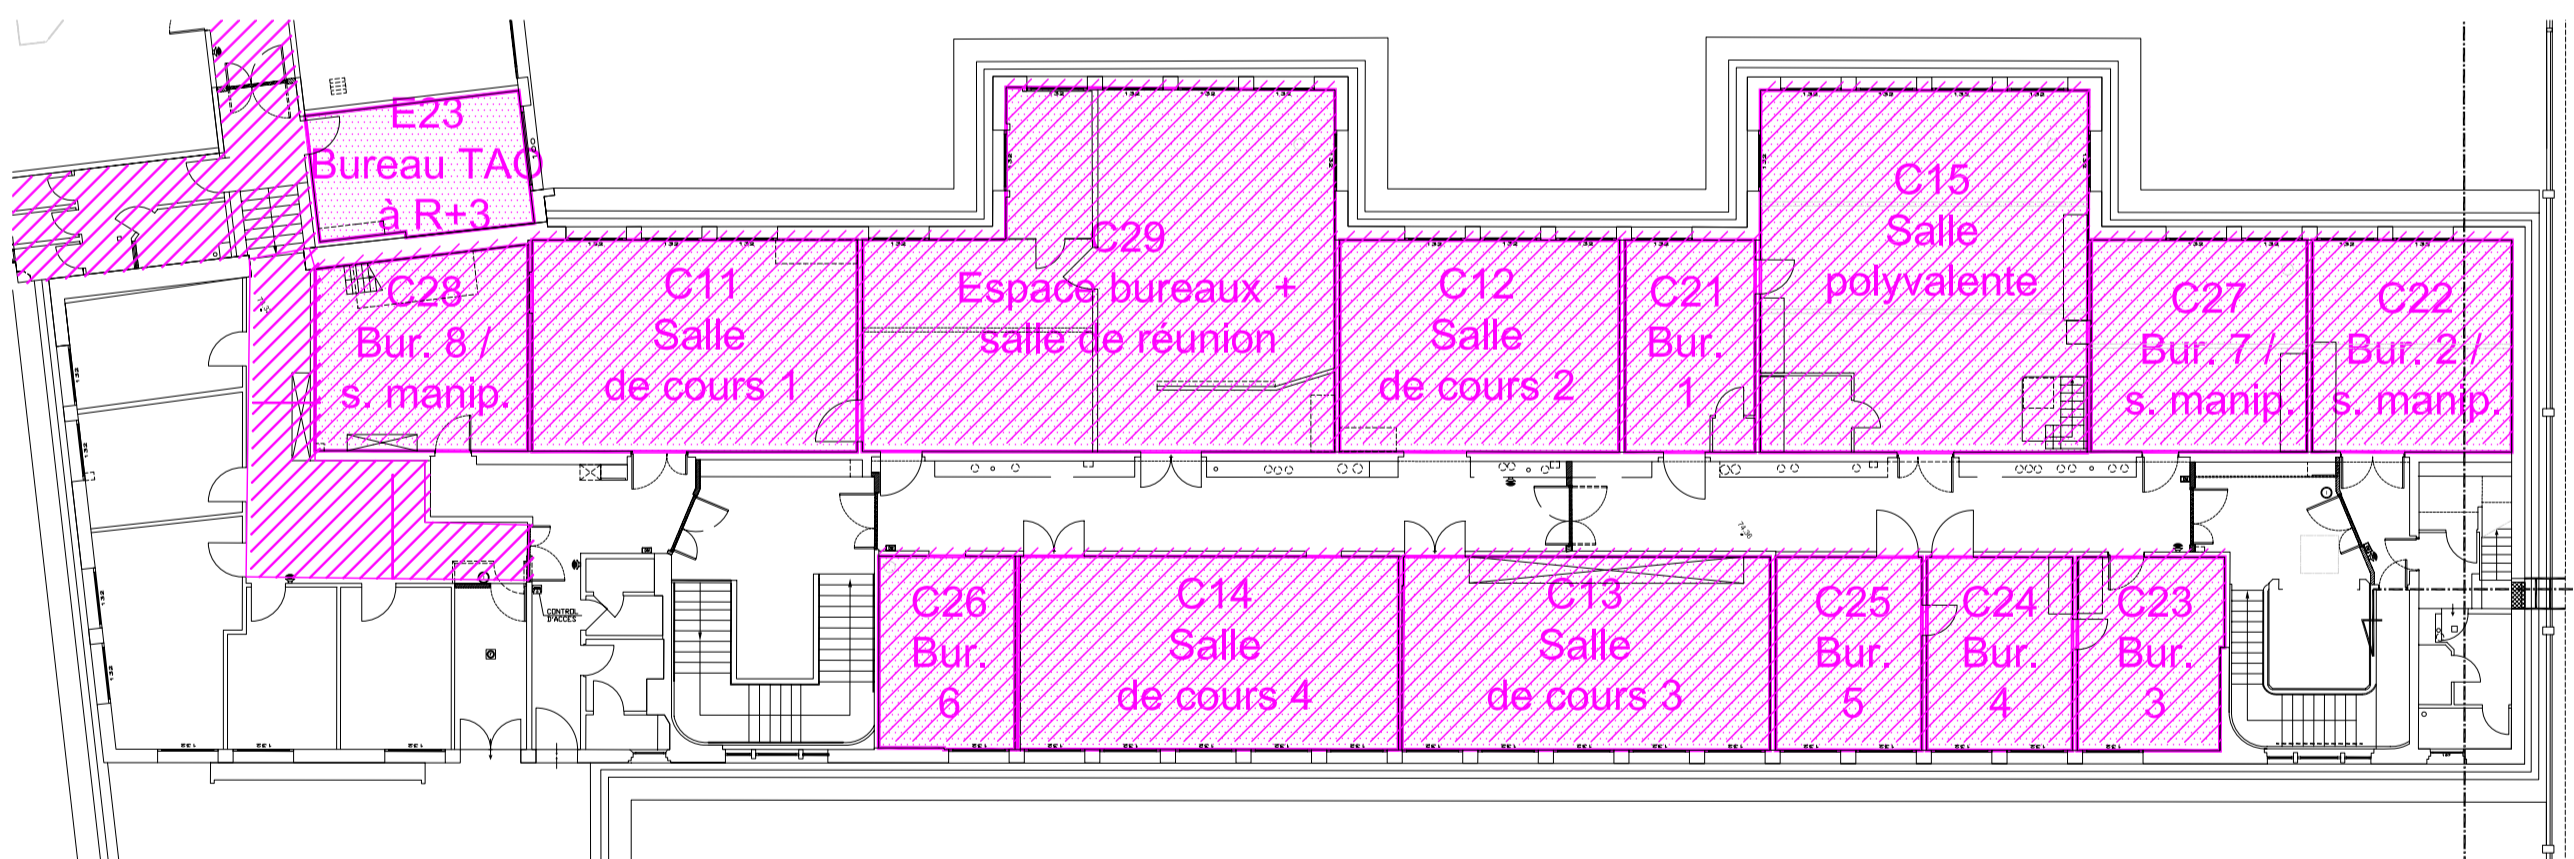 E23
Bureau TAO
à R+3
C28
Bur. 8 /
s. manip.
C11
Salle
de cours 1
C29
Espace bureaux +
salle de réunion
C12
Salle
de cours 2
C21
Bur.
1
C15
Salle
polyvalente
C27
Bur. 7 /
s. manip.
C22
Bur. 2 /
s. manip.
CONTROL
D'ACCES
C26
Bur.
6
C14
Salle
de cours 4
C13
Salle
de cours 3
C25
Bur.
5
C24
Bur.
4
C23
Bur.
3